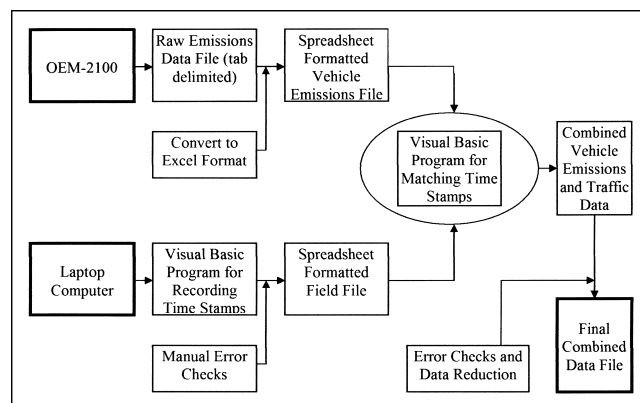 OEM-2100
Raw Emissions
Data File (tab
delimited)
Spreadsheet
Formatted
Vehicle
Emissions File
Convert to
Excel Format
Visual Basic
Program for
Matching Time
Stamps
Combined
Vehicle
Emissions
and Traffic
Data
Laptop
Computer
Visual Basic
Program for
Recording
Time Stamps
Spreadsheet
Formatted
Field File
Manual Error
Checks
Error Checks and
Data Reduction
Final
Combined
Data File